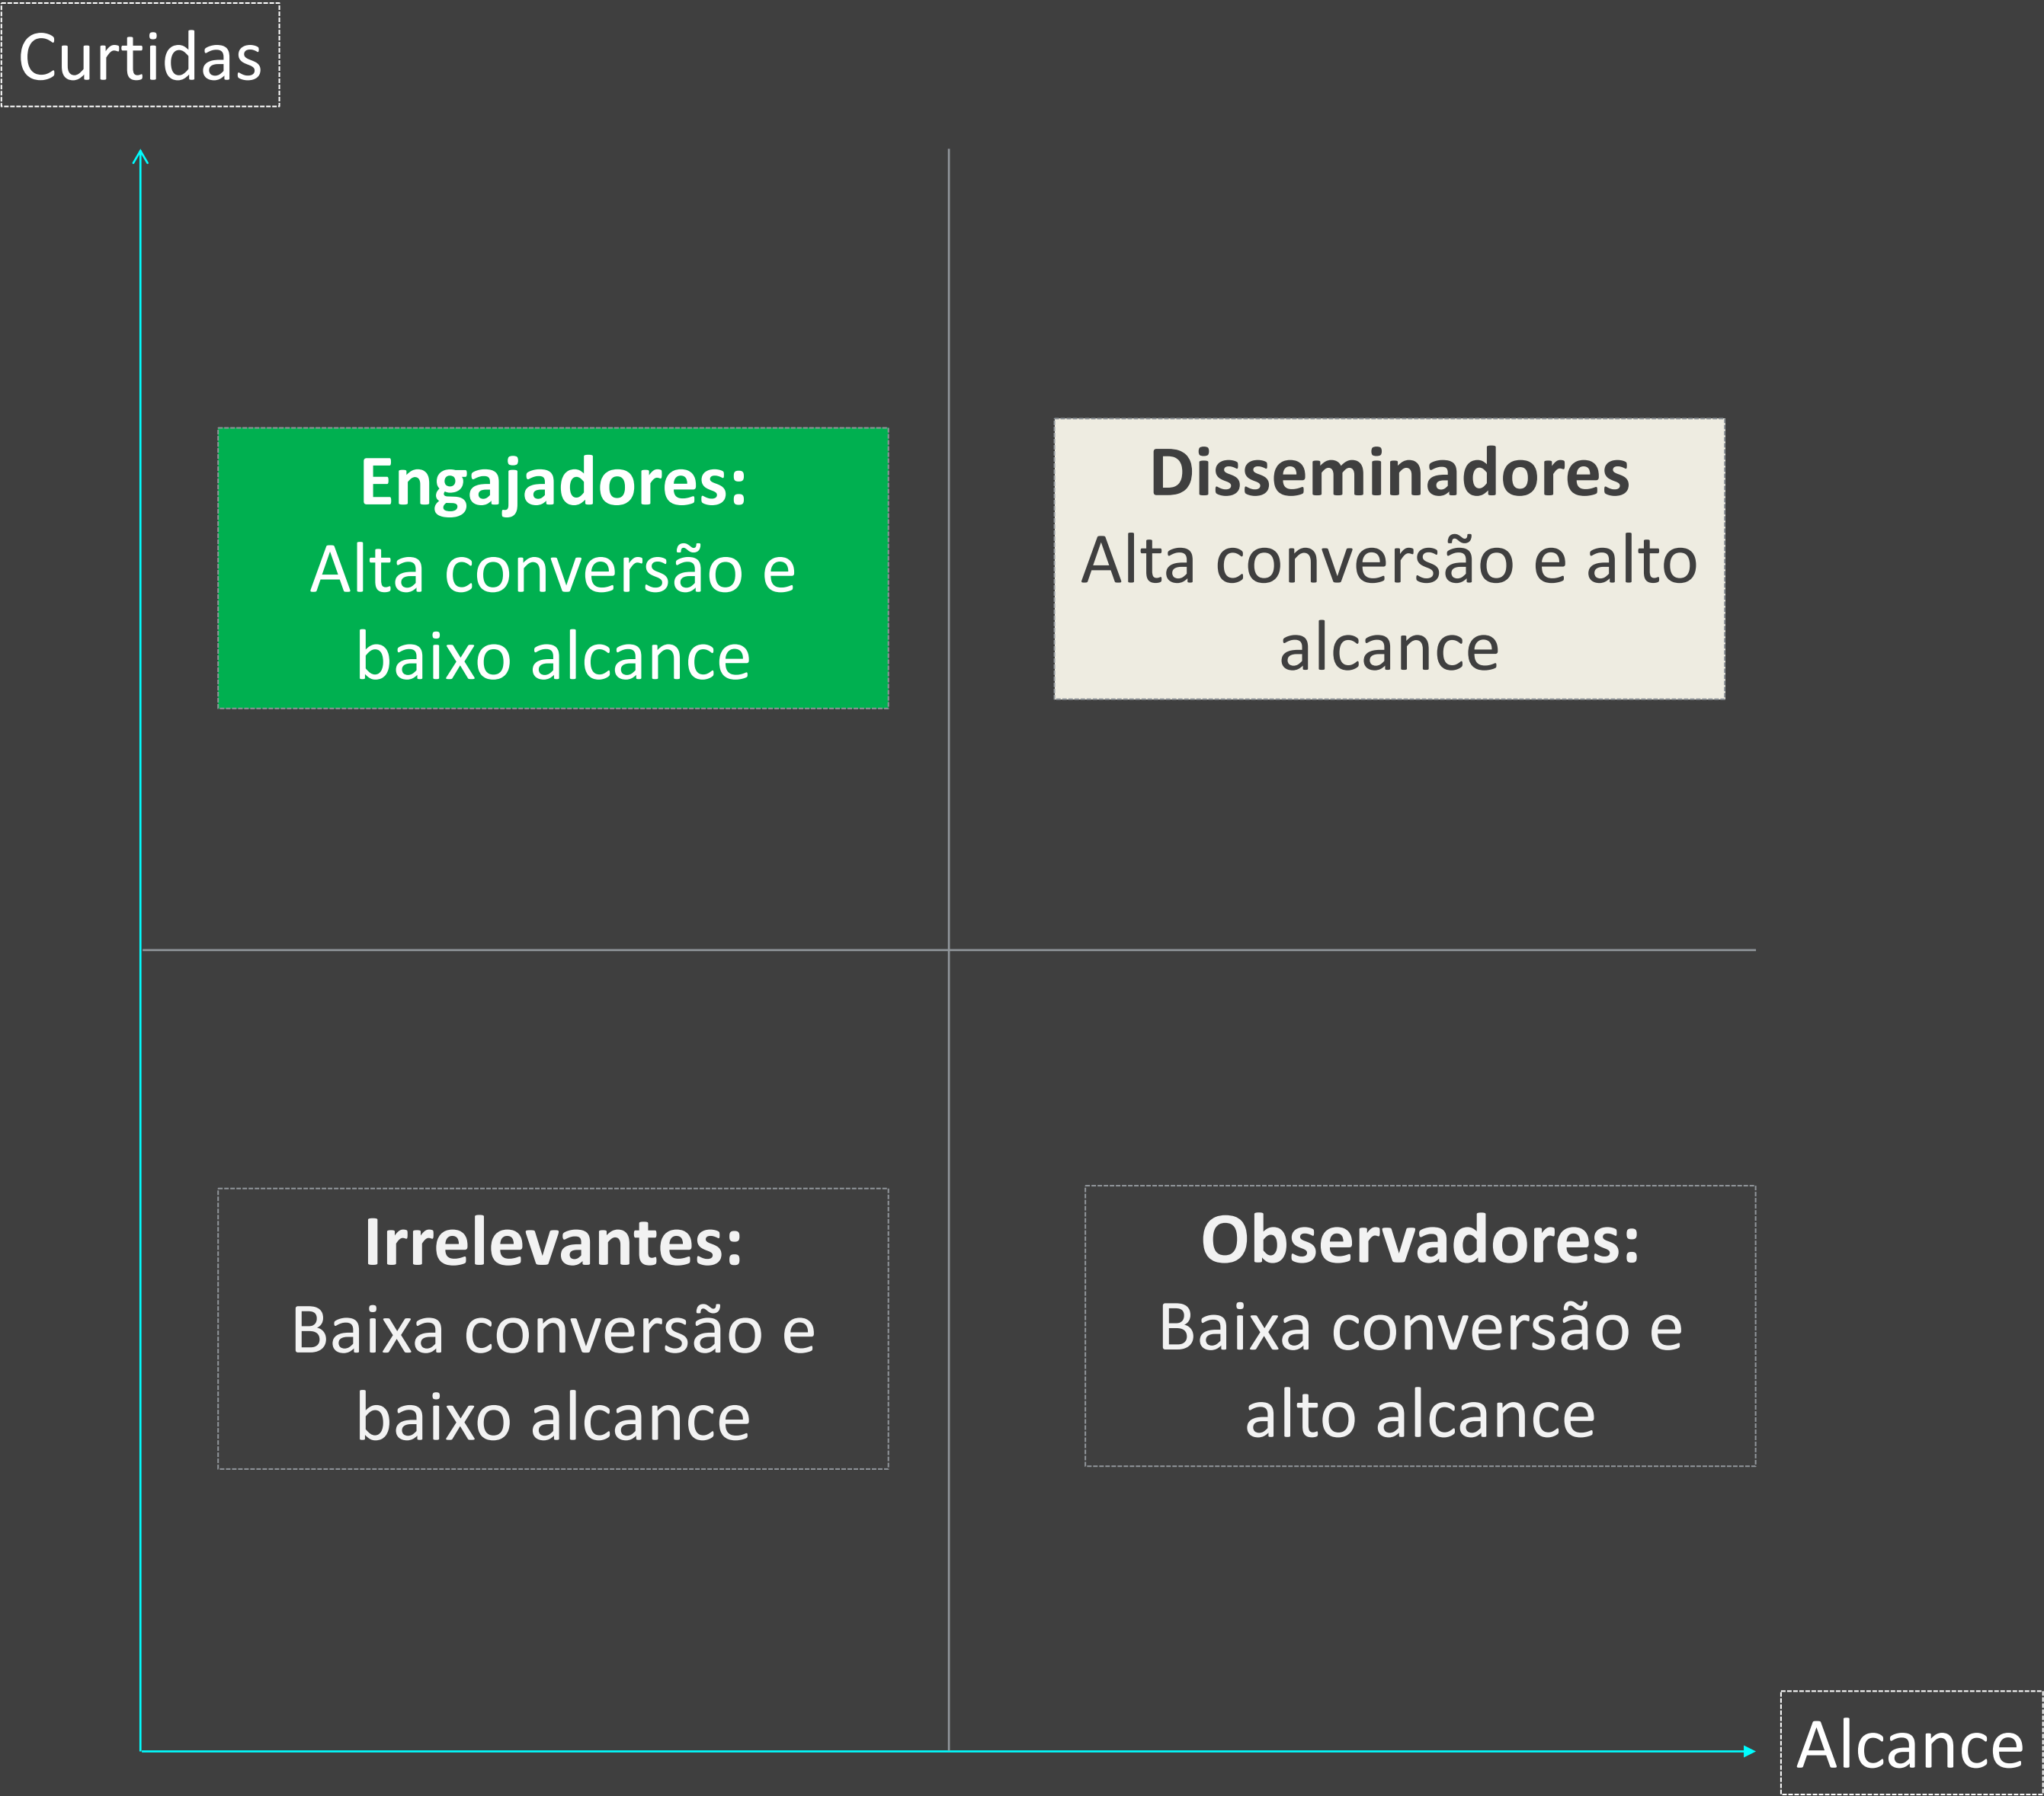 Curtidas
Engajadores:
Alta conversão e
baixo alcance
Disseminadores
Alta conversão e alto
alcance
Irrelevantes:
Baixa conversão e
baixo alcance
Observadores:
Baixa conversão e
alto alcance
Alcance